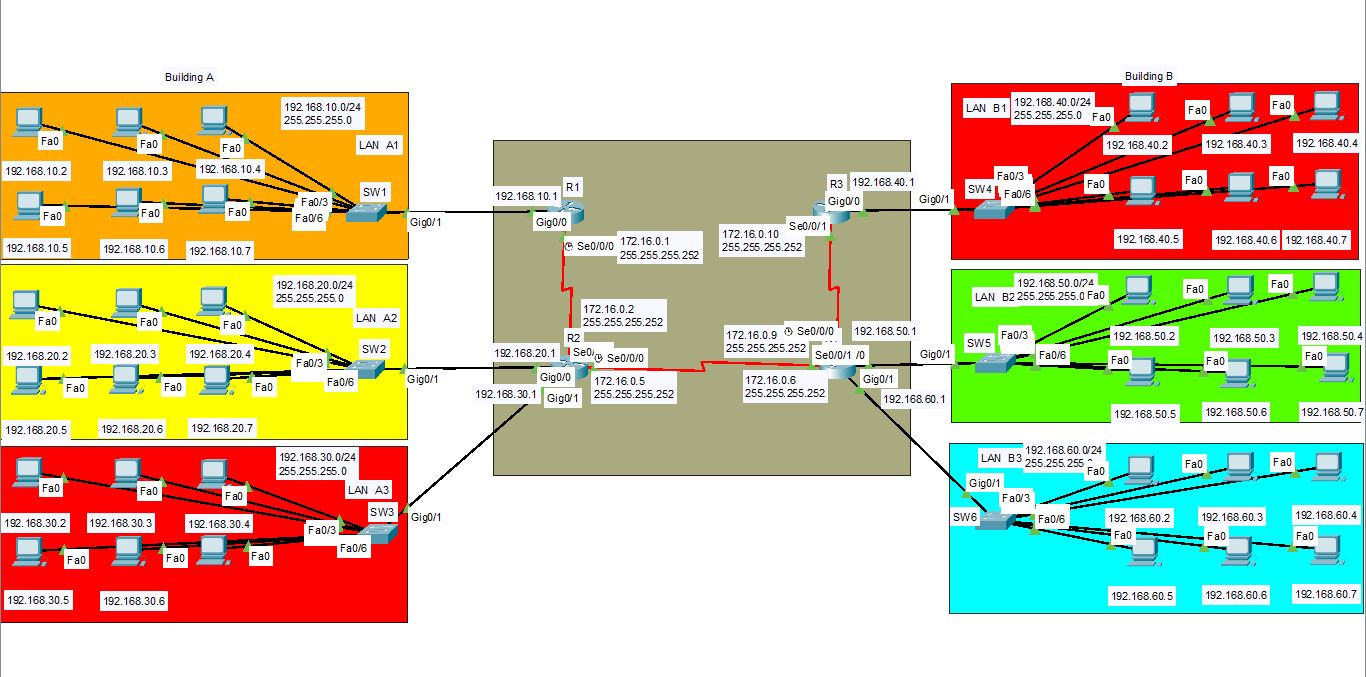 Building A
192.168.10.0/24
255.255.255.0
LAN A1
Fa0
Fa0
Fa0
192.168.10.2
192.168.10.3
192.168.10.4
Fa0
Fa0
Fa0
Fa0/3
Fa0/6
SW1
Gig0/1
192.168.10.5
192.168.10.6
192.168.10.7
192.168.20.0/24
255.255.255.0
LAN A2
Fa0
Fa0
Fa0
192.168.20.2
192.168.20.3
192.168.20.4
Fa0
Fa0
Fa0
Fa0/3
Fa0/6
SW2
Gig0/1
192.168.20.5
192.168.20.6
192.168.20.7
192.168.30.0/24
255.255.255.0
LAN A3
Fa0
Fa0
Fa0
192.168.30.2
192.168.30.3
192.168.30.4
Fa0
Fa0
Fa0
Fa0/3
Fa0/6
SW3
Gig0/1
192.168.30.5
192.168.30.6
192.168.10.1
R1
Gig0/0
Se0/0/0
172.16.0.1
255.255.255.252
172.16.0.2
255.255.255.252
R2
192.168.20.1
Se0/0/0
Gig0/0
192.168.30.1
Gig0/1
172.16.0.5
255.255.255.252
R3
192.168.40.1
Gig0/0
Se0/0/1
172.16.0.10
255.255.255.252
172.16.0.9
255.255.255.252
Se0/0/0
192.168.50.1
Se0/0/1
/0
172.16.0.6
255.255.255.252
Gig0/1
192.168.60.1
Building B
LAN B1
192.168.40.0/24
255.255.255.0
Fa0
Fa0
Fa0
192.168.40.2
192.168.40.3
192.168.40.4
Gig0/1
SW4
Fa0/3
Fa0/6
Fa0
Fa0
Fa0
192.168.40.5
192.168.40.6
192.168.40.7
LAN B2
192.168.50.0/24
255.255.255.0
Fa0
Fa0
Fa0
192.168.50.2
192.168.50.3
192.168.50.4
Gig0/1
SW5
Fa0/3
Fa0/6
Fa0
Fa0
Fa0
192.168.50.5
192.168.50.6
192.168.50.7
LAN B3
192.168.60.0/24
255.255.255.
Fa0
Fa0
Fa0
Gig0/1
SW6
Fa0/3
Fa0/6
192.168.60.2
192.168.60.3
192.168.60.4
Fa0
Fa0
Fa0
192.168.60.5
192.168.60.6
192.168.60.7